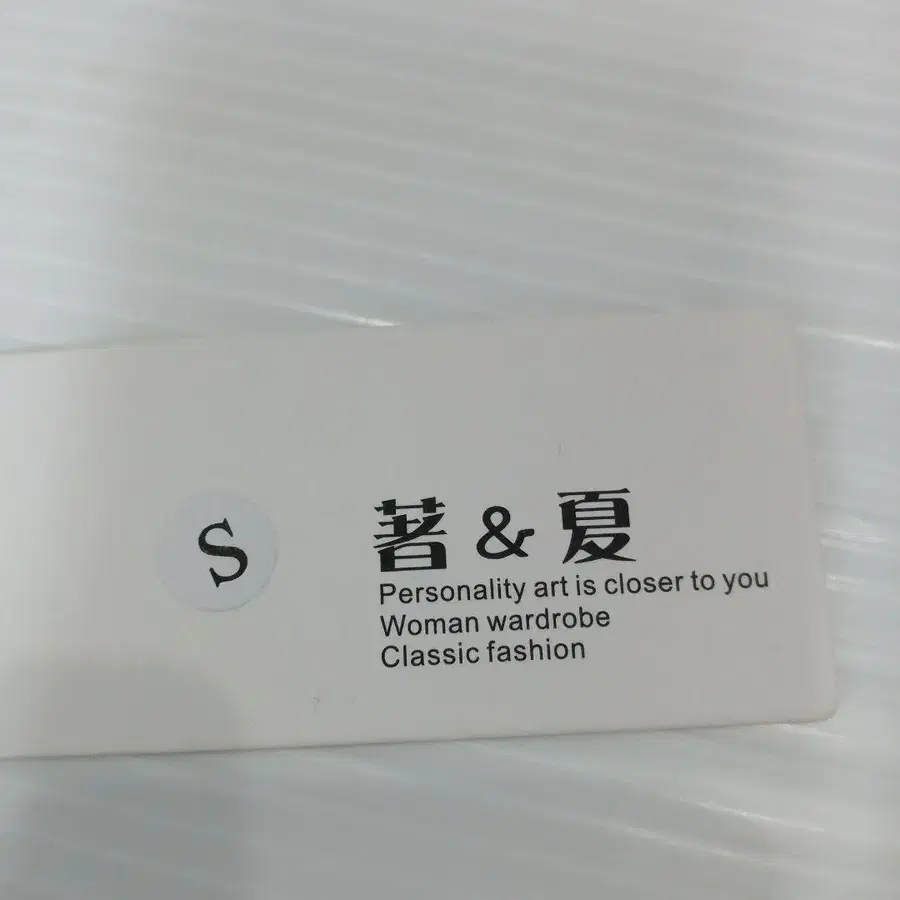 S
著&夏
Personality art is closer to you
Woman wardrobe
Classic fashion